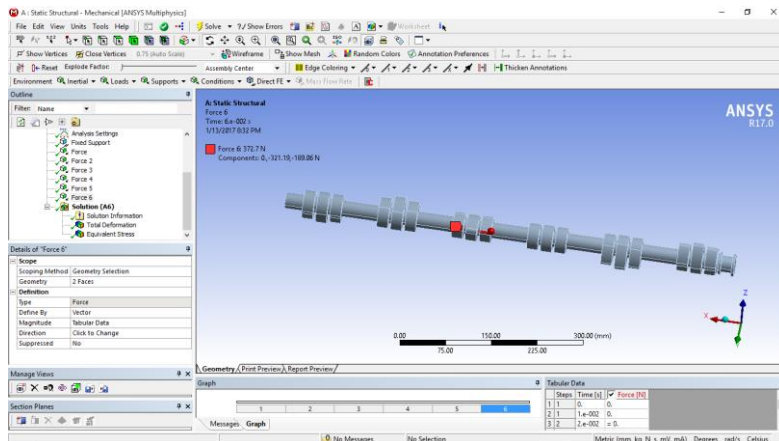 A : Static Structural - Mechanical [ANSYS Multiphysics]
File Edit View Units Tools Help Solve ?/ Show Errors Worksheet
Show Vertices Close Vertices 0.75 (Auto Scale) Wireframe Show Mesh Random Colors Annotation Preferences
Reset Explode Factor: Assembly Center Edge Coloring Thicken Annotations
Environment Inertial Loads Supports Conditions Direct FE Mass Flow Rate
Outline
Filter: Name
Analysis Settings
Fixed Support
Force
Force 2
Force 3
Force 4
Force 5
Force 6
Solution (A6)
Solution Information
Total Deformation
Equivalent Stress
Details of "Force 6"
Scope
Scoping Method Geometry Selection
Geometry 2 Faces
Definition
Type Force
Define By Vector
Magnitude Tabular Data
Direction Click to Change
Suppressed No
Manage Views
Section Planes
A: Static Structural
Force 6
Time: 6.e-002 s
1/13/2017 9:32 PM
Force 6: 372.7 N
Components: 0.,-321.19,-189.06 N
ANSYS
R17.0
Z
X
0.00 150.00 300.00 (mm)
75.00 225.00
Geometry Print Preview Report Preview
Graph
1 2 3 4 5 6
Messages Graph
Tabular Data
Steps Time [s] Force [N]
1 1 0. 0.
2 1 1.e-002 0.
3 2 2.e-002 = 0.
No Messages No Selection Metric (mm, kg, N, s, mV, mA) Degrees rad/s Celsius